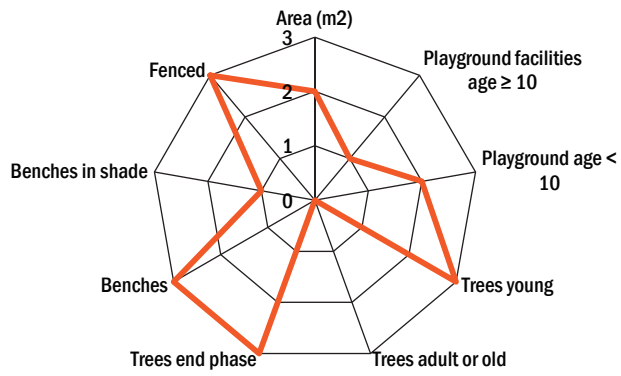 Area (m2)
3
Playground facilities
age ≥ 10
Fenced
2
1
Playground age <
10
Benches in shade
0
Benches
Trees young
Trees end phase
Trees adult or old